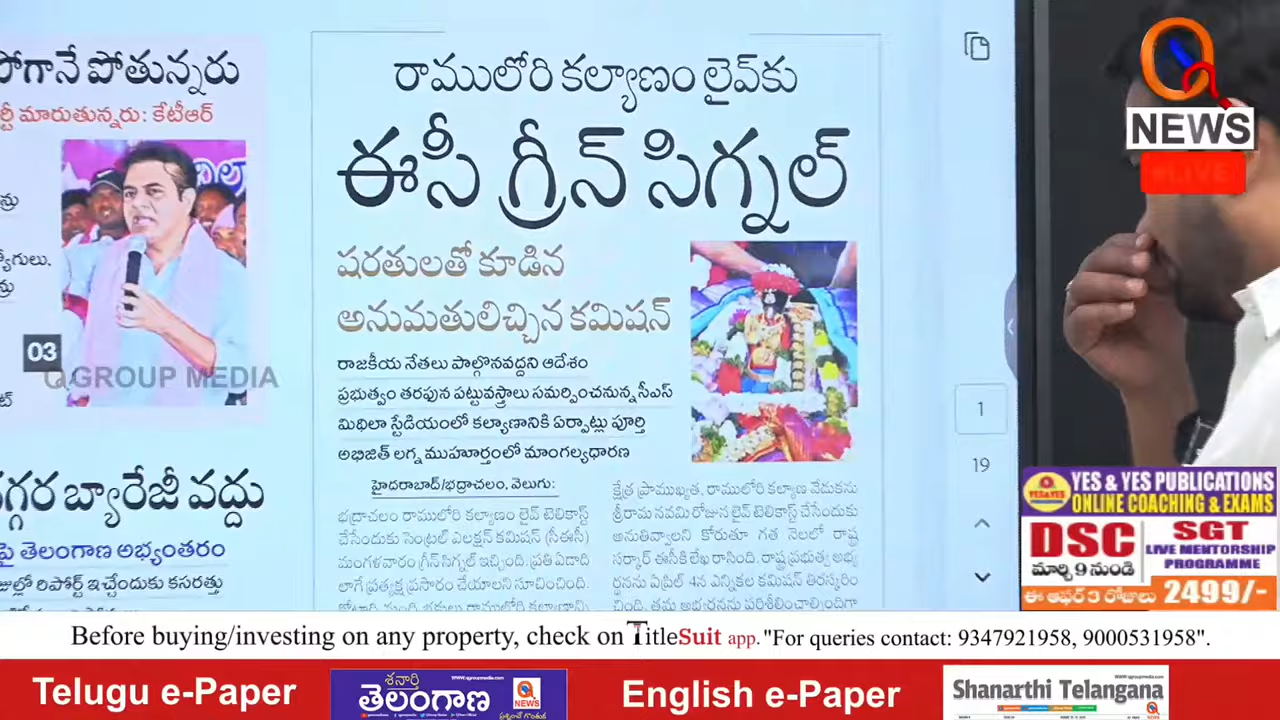 పోగానే పోతున్నరు
ర్టీ మారుతున్నరు: కేటీఆర్
న్రు
్యోగులు.
న్రు
03
Q GROUP MEDIA
గ్గర బ్యారేజీ వద్దు
పై తెలంగాణ అభ్యంతరం
జుల్లో రిపోర్ట్ ఇచ్చేందుకు కసరత్తు
రాములోరి కల్యాణం లైవ్‌కు
ఈసీ గ్రీన్ సిగ్నల్
షరతులతో కూడిన
అనుమతులిచ్చిన కమిషన్
రాజకీయ నేతలు పాల్గొనవద్దని ఆదేశం
ప్రభుత్వం తరఫున పట్టువస్త్రాలు సమర్పించనున్న సీఎస్
మిథిలా స్టేడియంలో కల్యాణానికి ఏర్పాట్లు పూర్తి
అభిజిత్ లగ్న ముహూర్తంలో మాంగల్యధారణ
హైదరాబాద్/భద్రాచలం, వెలుగు:
భద్రాచలం రాములోరి కల్యాణం లైవ్ టెలికాస్ట్
చేసేందుకు సెంట్రల్ ఎలక్షన్ కమిషన్ (సీఈసీ)
మంగళవారం గ్రీన్ సిగ్నల్ ఇచ్చింది. ప్రతి ఏడాది
లాగే ప్రత్యక్ష ప్రసారం చేయాలని సూచించింది.
క్షేత్ర ప్రాముఖ్యత, రాములోరి కల్యాణ వేడుకను
శ్రీరామ నవమి రోజున లైవ్ టెలికాస్ట్ చేసేందుకు
అనుతివ్వాలని కోరుతూ గత నెలలో రాష్ట్ర
సర్కార్ ఈసీకి లేఖ రాసింది. రాష్ట్ర ప్రభుత్వ అభ్య
ర్థనను ఏప్రిల్ 4న ఎన్నికల కమిషన్ తిరస్కరిం
చింది. తమ అభ్యర్థనను పరిశీలించాల్సిందిగా
1
19
Q
NEWS
LIVE
YES & YES PUBLICATIONS
ONLINE COACHING & EXAMS
DSC
మార్చి 9 నుండి
SGT
LIVE MENTORSHIP
PROGRAMME
ఈ ఆఫర్ 3 రోజులు 2499/-
Before buying/investing on any property, check on TitleSuit app. "For queries contact: 9347921958, 9000531958".
Telugu e-Paper
శనార్తి
తెలంగాణ
NEWS
English e-Paper
Shanarthi Telangana